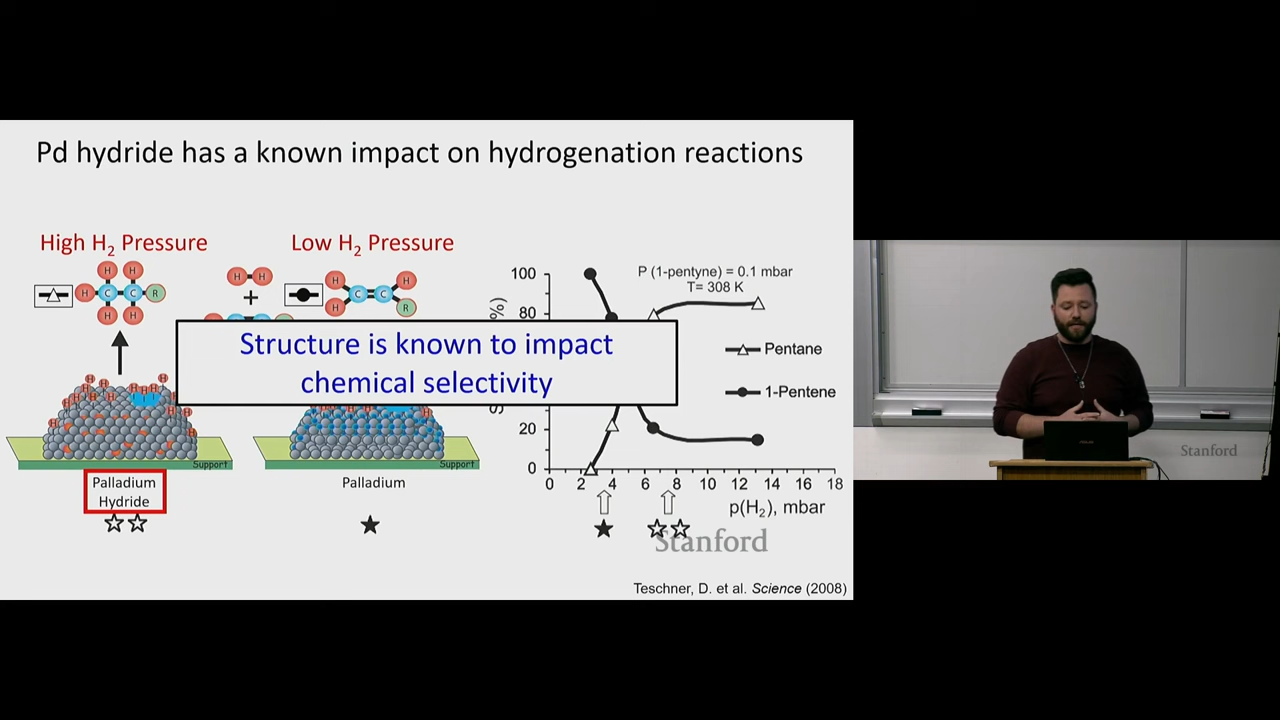 Pd hydride has a known impact on hydrogenation reactions
High H₂ Pressure
Low H₂ Pressure
H H
H C C R
H H
H H
+
H H
C C
H R
Structure is known to impact
chemical selectivity
Support
Palladium
Hydride
☆☆
Support
Palladium
★
P (1-pentyne) = 0.1 mbar
T= 308 K
100
80
20
0
%)
Pentane
1-Pentene
0 2 4 6 8 10 12 14 16 18
p(H₂), mbar
★ ☆☆
Stanford
Teschner, D. et al. Science (2008)
Stanford